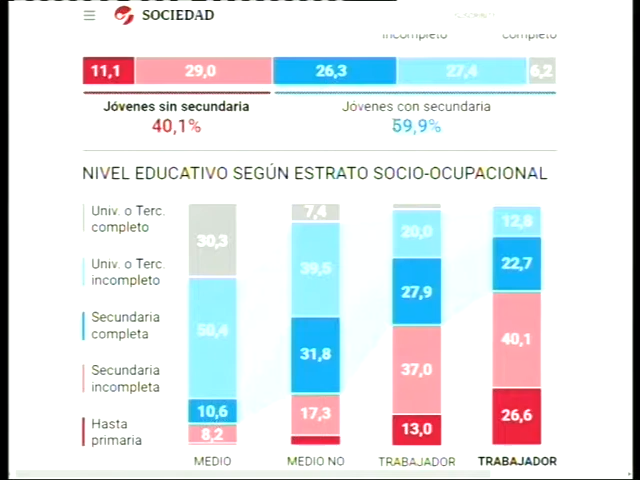 SOCIEDAD
incompleto completo
11,1 29,0 26,3 27,4 6,2
Jóvenes sin secundaria Jóvenes con secundaria
40,1% 59,9%
NIVEL EDUCATIVO SEGÚN ESTRATO SOCIO-OCUPACIONAL
Univ. o Terc.
completo
Univ. o Terc.
incompleto
Secundaria
completa
Secundaria
incompleta
Hasta
primaria
30,3
50,4
10,6
8,2
MEDIO
7,4
39,5
31,8
17,3
MEDIO NO
20,0
27,9
37,0
13,0
TRABAJADOR
12,8
22,7
40,1
26,6
TRABAJADOR